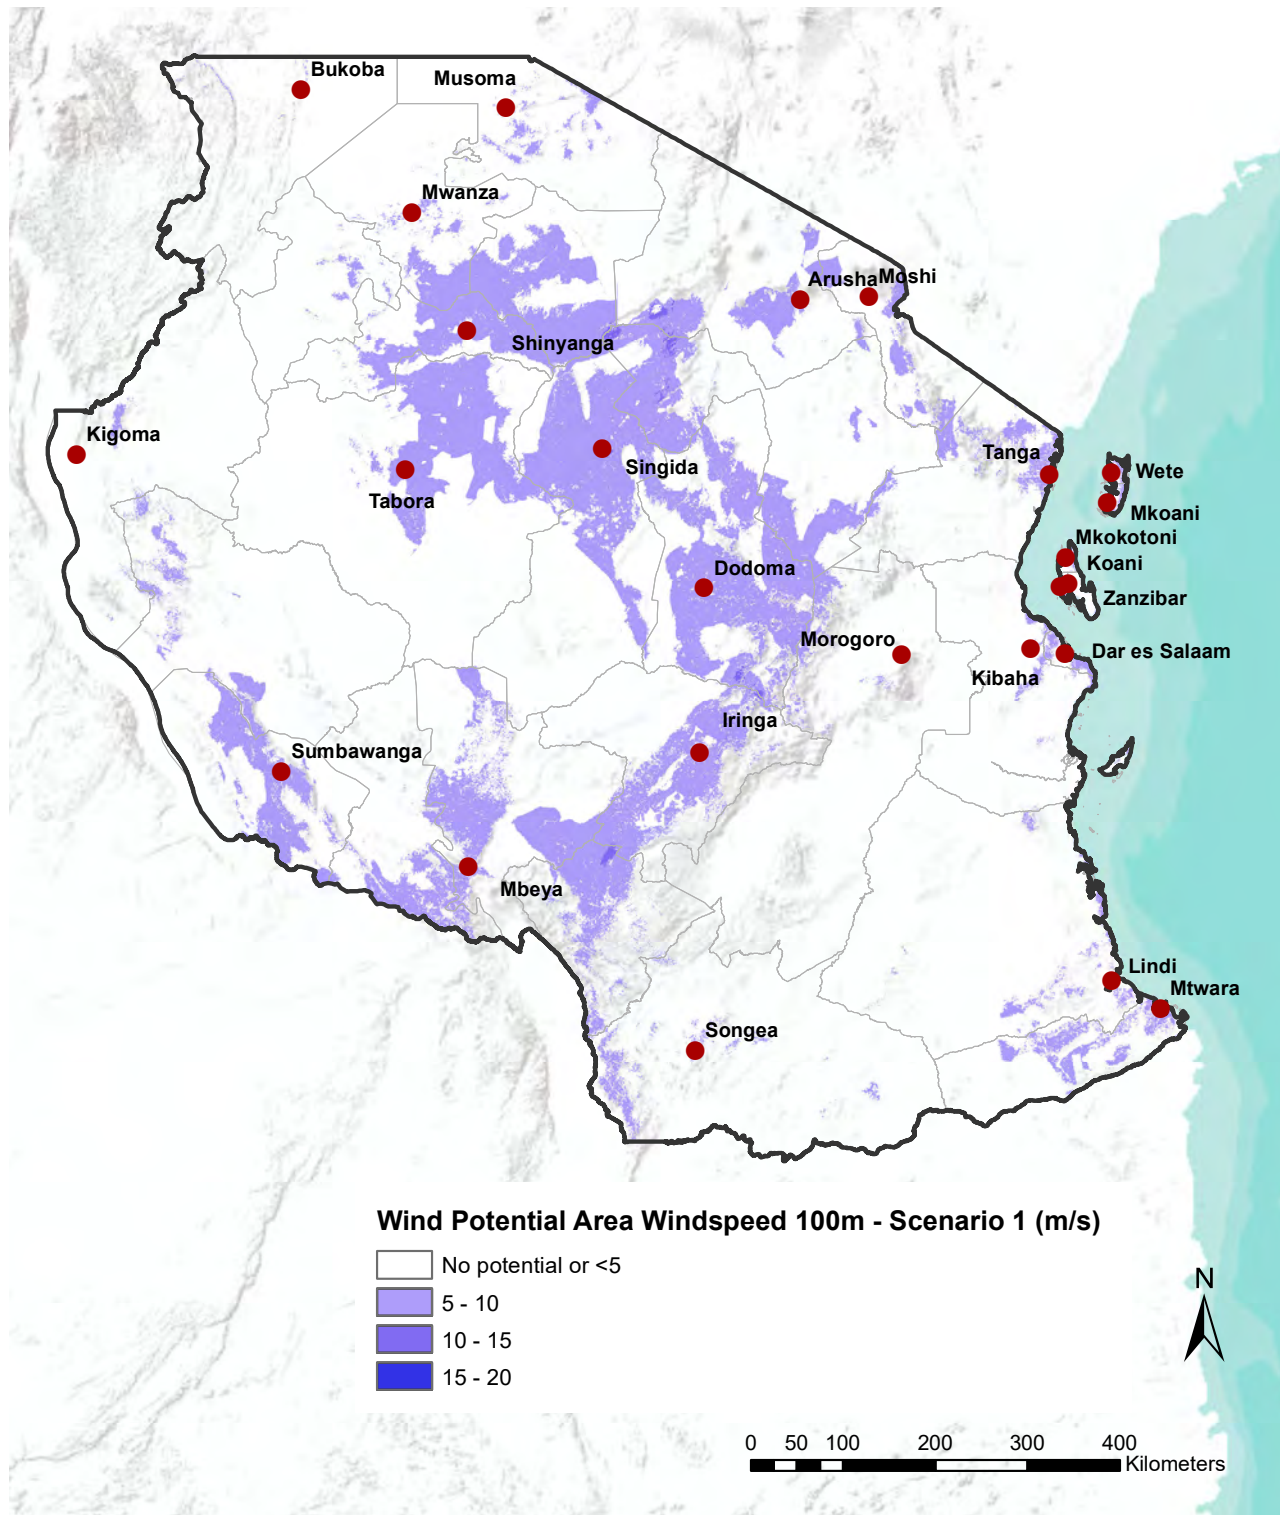 Bukoba
Musoma
Mwanza
Arusha
Moshi
Shinyanga
Kigoma
Singida
Tabora
Tanga
Wete
Mkoani
Mkokotoni
Koani
Zanzibar
Dodoma
Morogoro
Dar es Salaam
Kibaha
Iringa
Sumbawanga
Mbeya
Lindi
Mtwara
Songea
Wind Potential Area Windspeed 100m - Scenario 1 (m/s)
No potential or <5
5 - 10
10 - 15
15 - 20
N
0 50 100 200 300 400
Kilometers